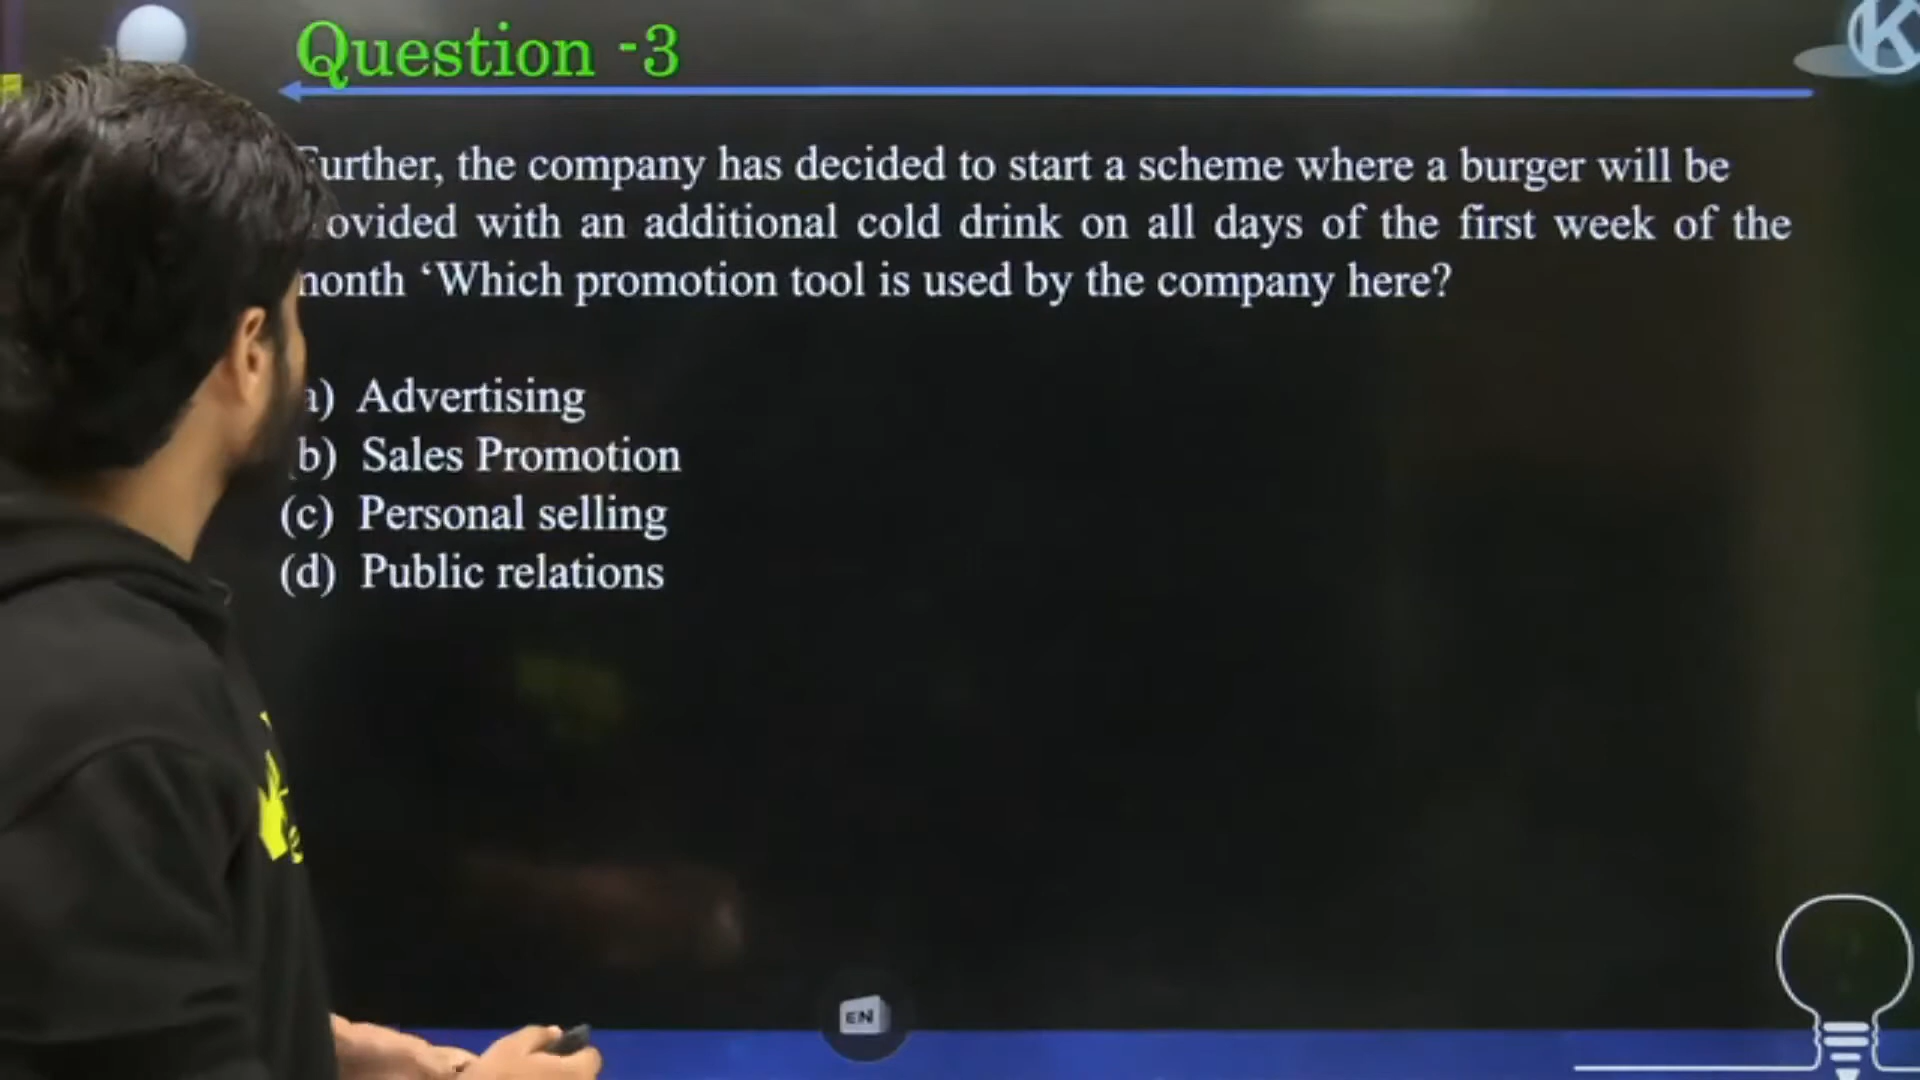 Question -3
Further, the company has decided to start a scheme where a burger will be
ovided with an additional cold drink on all days of the first week of the
month ‘Which promotion tool is used by the company here?
a) Advertising
b) Sales Promotion
(c) Personal selling
(d) Public relations
EN
K